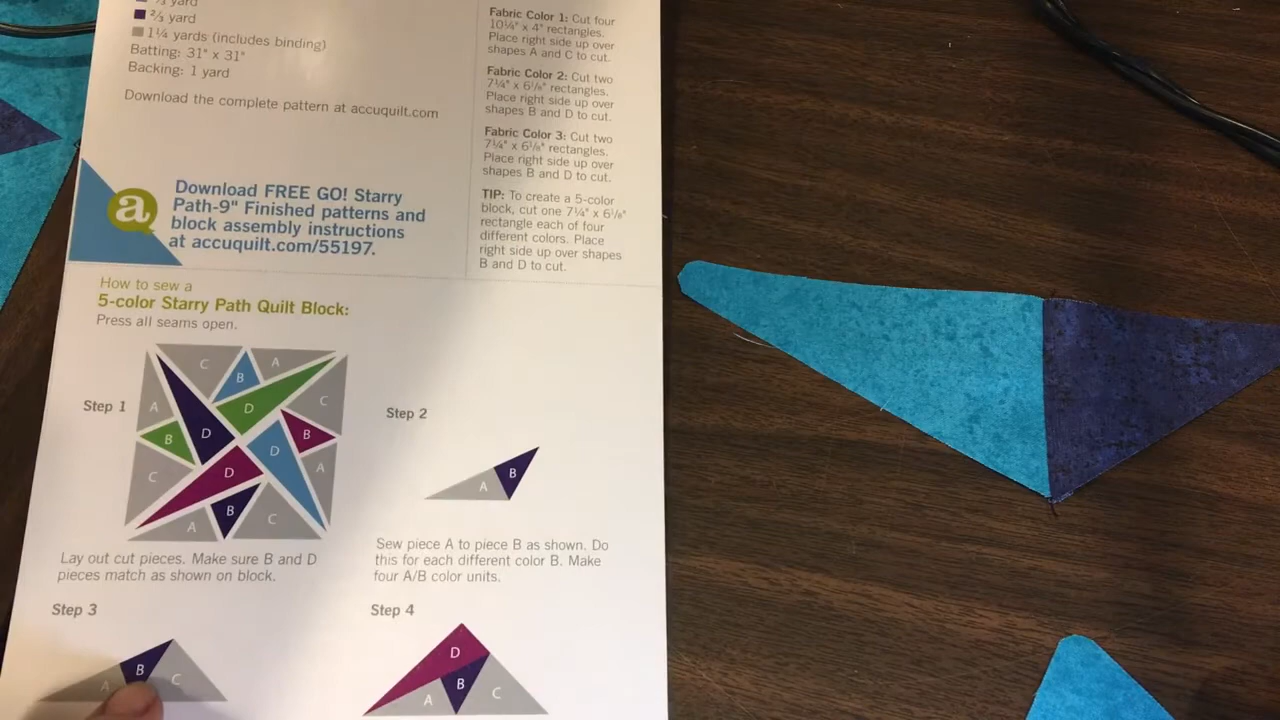 ⅓ yard
⅔ yard
1¼ yards (includes binding)
Batting: 31" x 31"
Backing: 1 yard
Download the complete pattern at accuquilt.com
a
Download FREE GO! Starry
Path-9" Finished patterns and
block assembly instructions
at accuquilt.com/55197.
Fabric Color 1: Cut four
10¼" x 4" rectangles.
Place right side up over
shapes A and C to cut.
Fabric Color 2: Cut two
7¼" x 6⅛" rectangles.
Place right side up over
shapes B and D to cut.
Fabric Color 3: Cut two
7¼" x 6⅛" rectangles.
Place right side up over
shapes B and D to cut.
TIP: To create a 5-color
block, cut one 7¼" x 6⅛"
rectangle each of four
different colors. Place
right side up over shapes
B and D to cut.
How to sew a
5-color Starry Path Quilt Block:
Press all seams open.
Step 1
C A
B
A D C
B D D B
C D A
B
A C
Lay out cut pieces. Make sure B and D
pieces match as shown on block.
Step 2
A B
Sew piece A to piece B as shown. Do
this for each different color B. Make
four A/B color units.
Step 3
A B C
Step 4
D
A B C